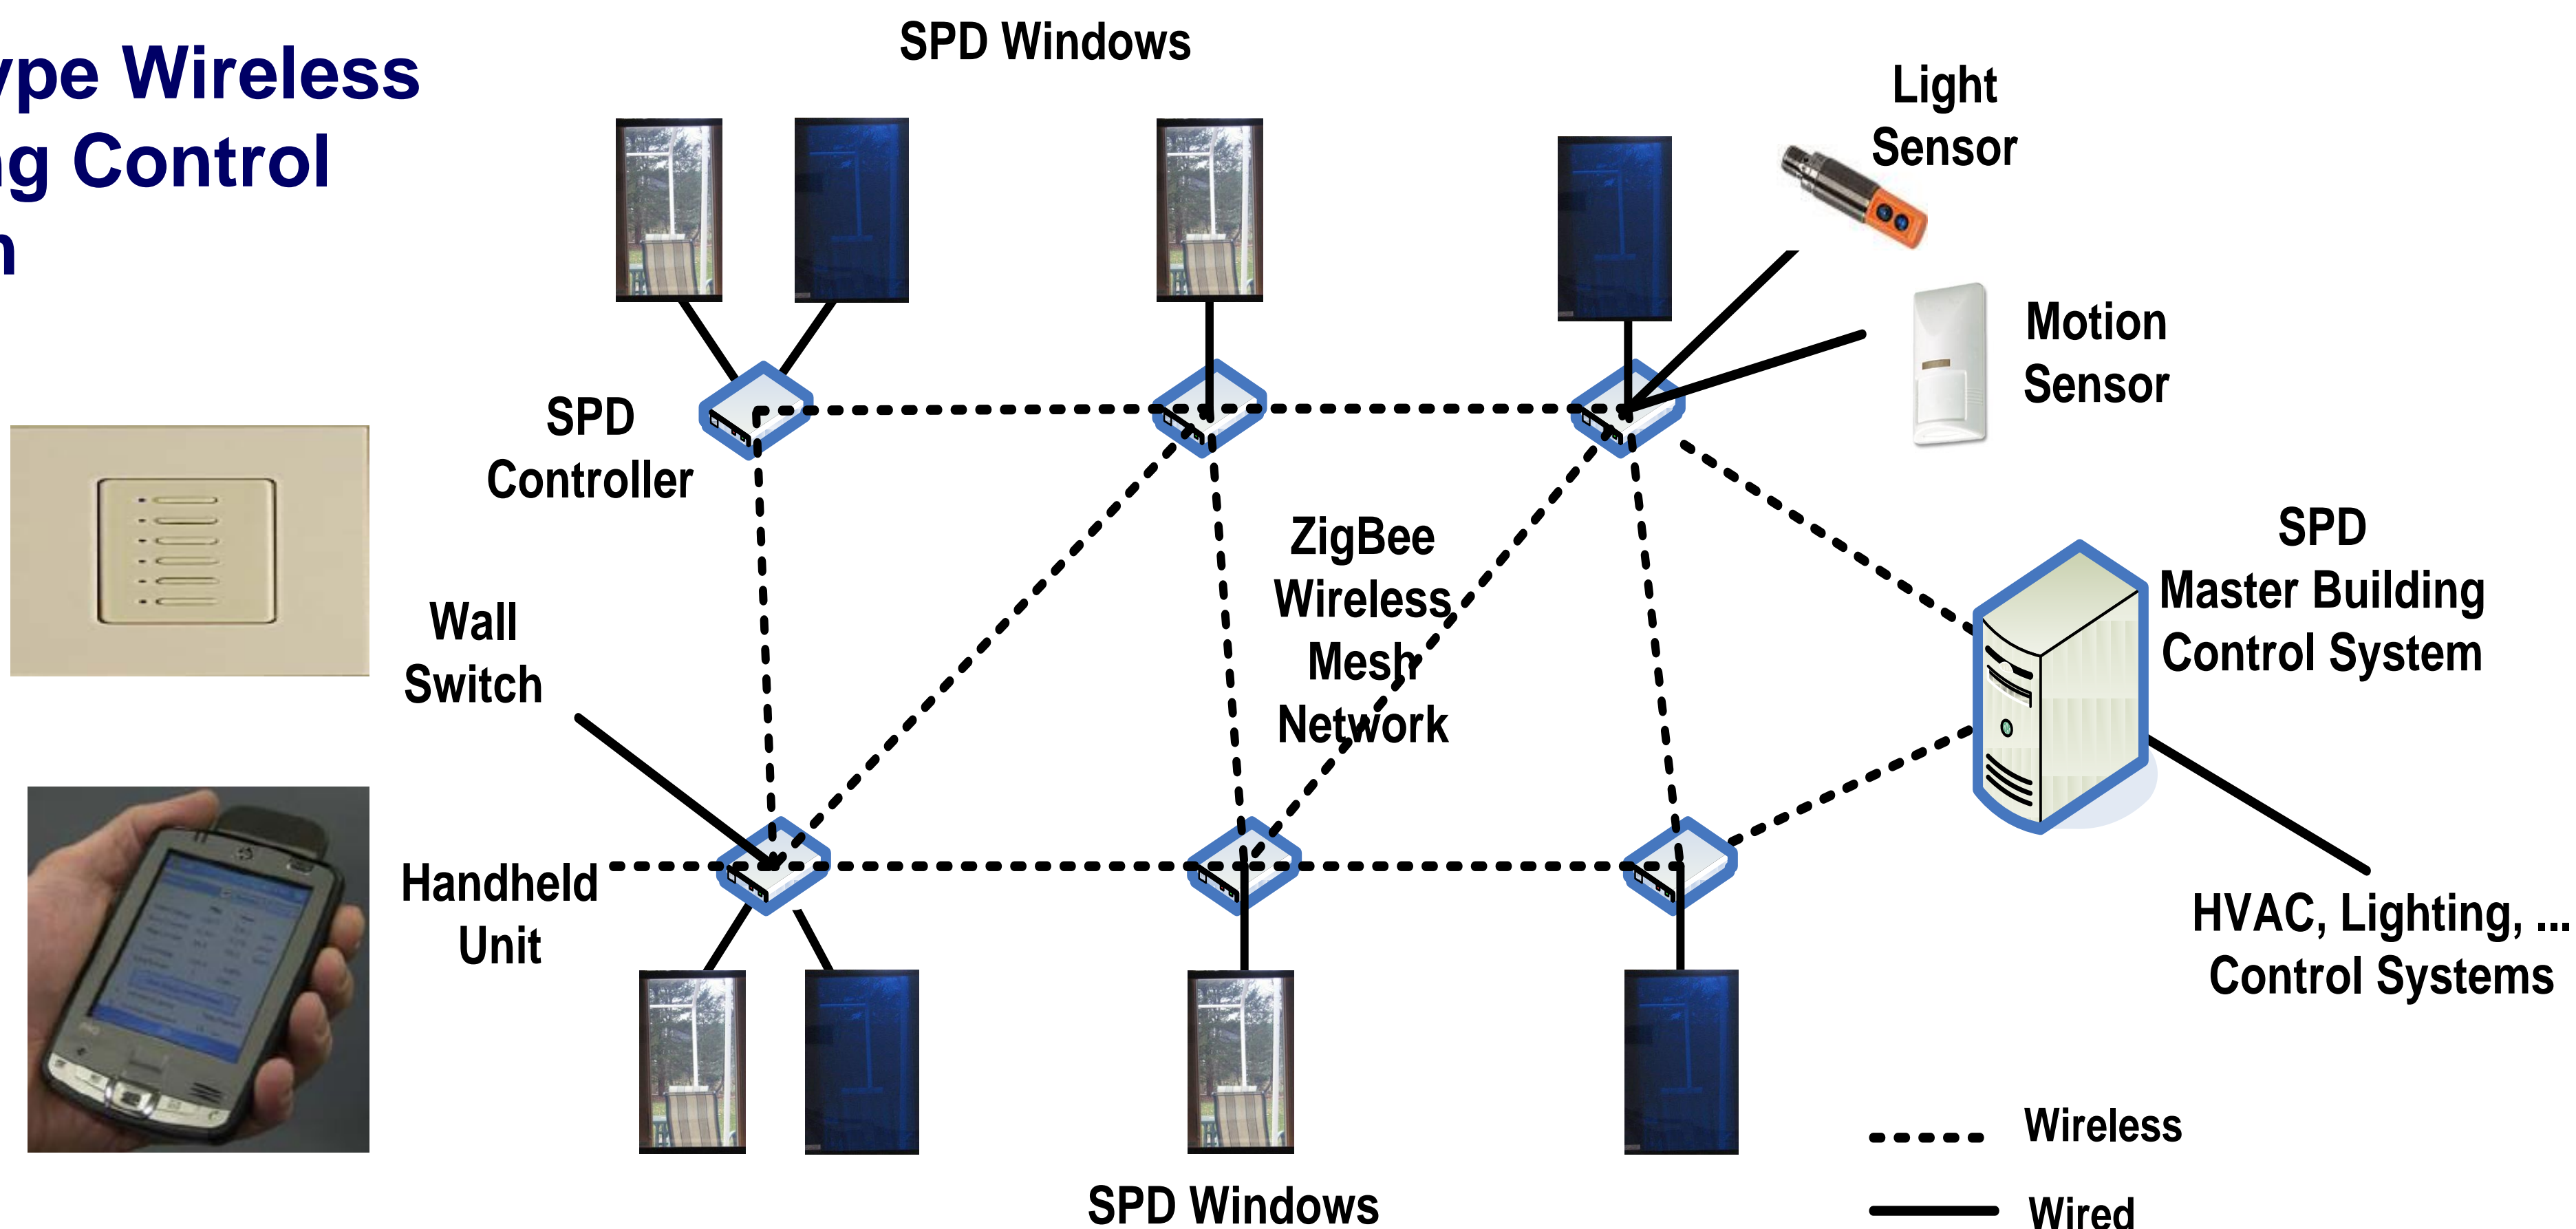 ype Wireless
ng Control
n
SPD Windows
Light
Sensor
Motion
Sensor
SPD
Controller
ZigBee
Wireless
Mesh
Network
SPD
Master Building
Control System
Wall
Switch
Handheld
Unit
HVAC, Lighting, ...
Control Systems
Wireless
SPD Windows
Wired